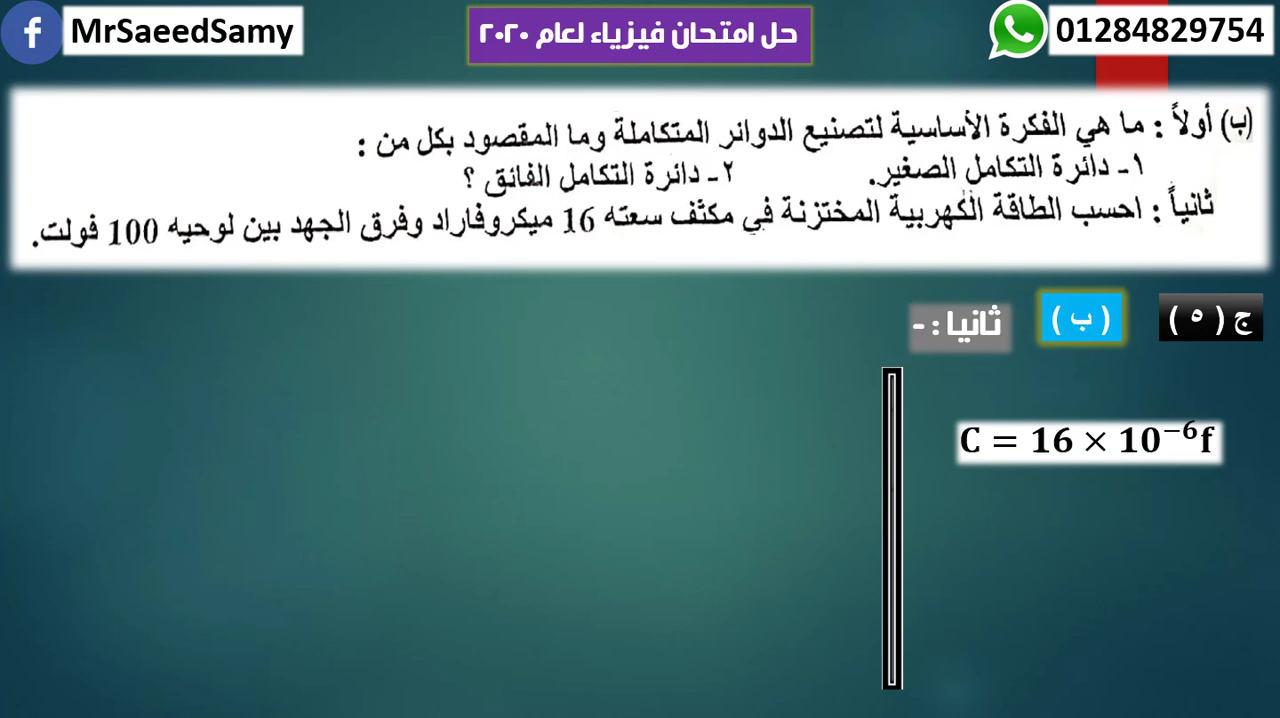 MrSaeedSamy
حل امتحان فيزياء لعام ٢٠٢٠
01284829754
(ب) أولاً : ما هي الفكرة الأساسية لتصنيع الدوائر المتكاملة وما المقصود بكل من :
١- دائرة التكامل الصغير. ٢- دائرة التكامل الفائق ؟
ثانياً : احسب الطاقة الكهربية المختزنة في مكثف سعته 16 ميكروفاراد وفرق الجهد بين لوحيه 100 فولت.
ج ( ٥ ) ( ب ) ثانيا : -
C = 16 × 10⁻⁶f